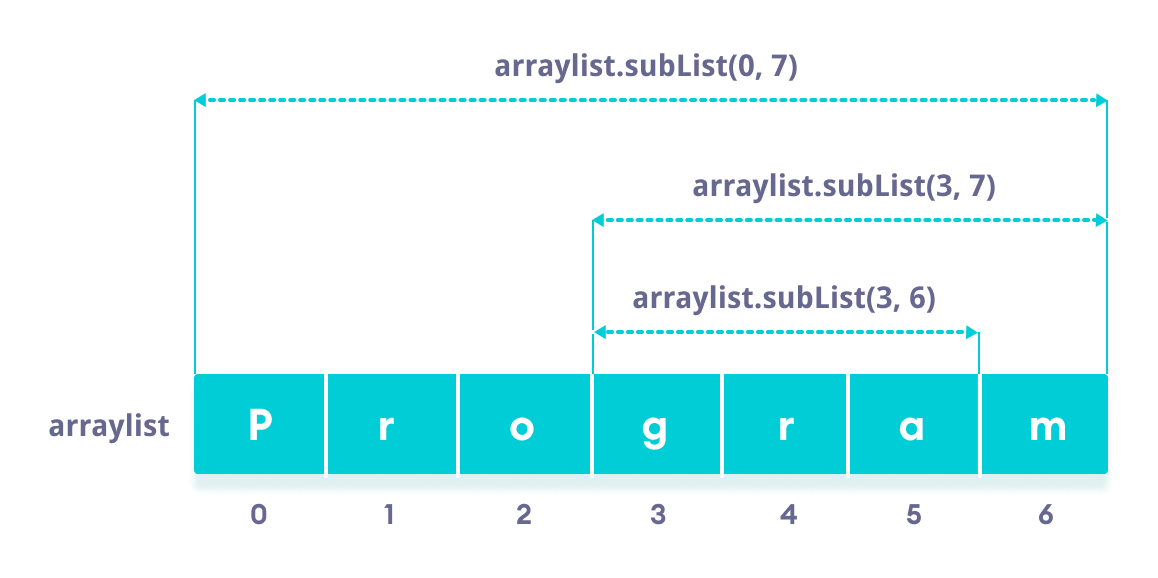 arraylist.subList(0, 7)
arraylist.subList(3, 7)
arraylist.subList(3, 6)
arraylist P r o g r a m
0 1 2 3 4 5 6